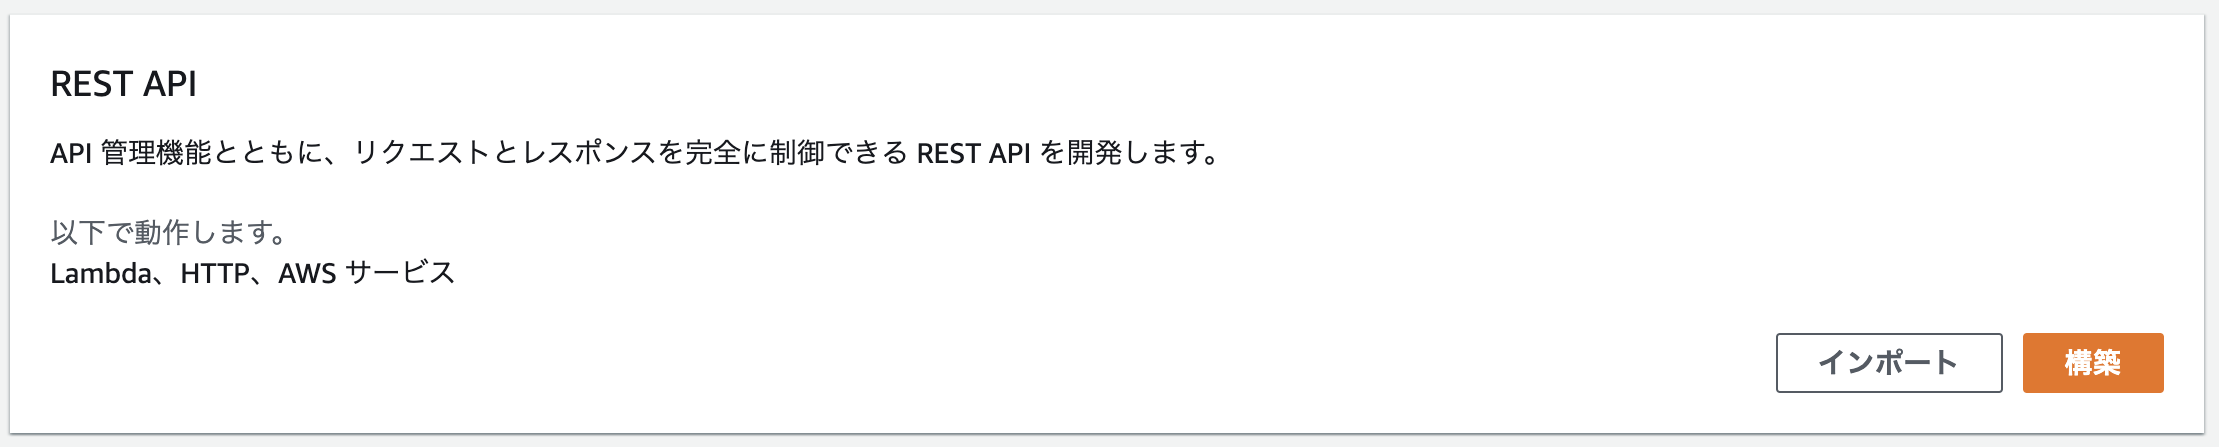 REST API
API 管理機能とともに、リクエストとレスポンスを完全に制御できる REST API を開発します。
以下で動作します。
Lambda、HTTP、AWS サービス
インポート
構築